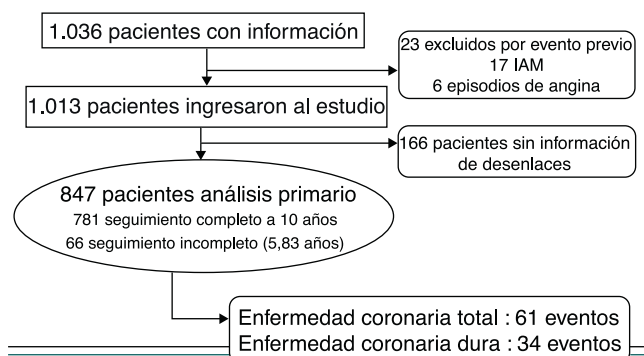 1.036 pacientes con información
23 excluidos por evento previo
17 IAM
6 episodios de angina
1.013 pacientes ingresaron al estudio
166 pacientes sin información
de desenlaces
847 pacientes análisis primario
781 seguimiento completo a 10 años
66 seguimiento incompleto (5,83 años)
Enfermedad coronaria total : 61 eventos
Enfermedad coronaria dura : 34 eventos